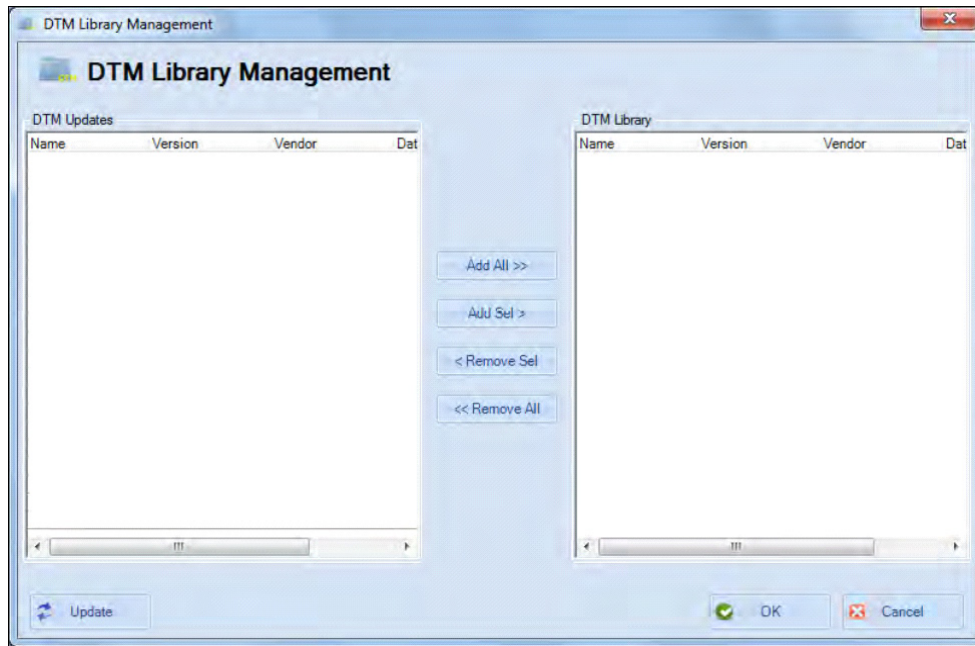 DTM Library Management
DTM Library Management
DTM Updates
Name Version Vendor Dat
DTM Library
Name Version Vendor Dat
Add All >>
Add Sel >
< Remove Sel
<< Remove All
Update
OK
Cancel